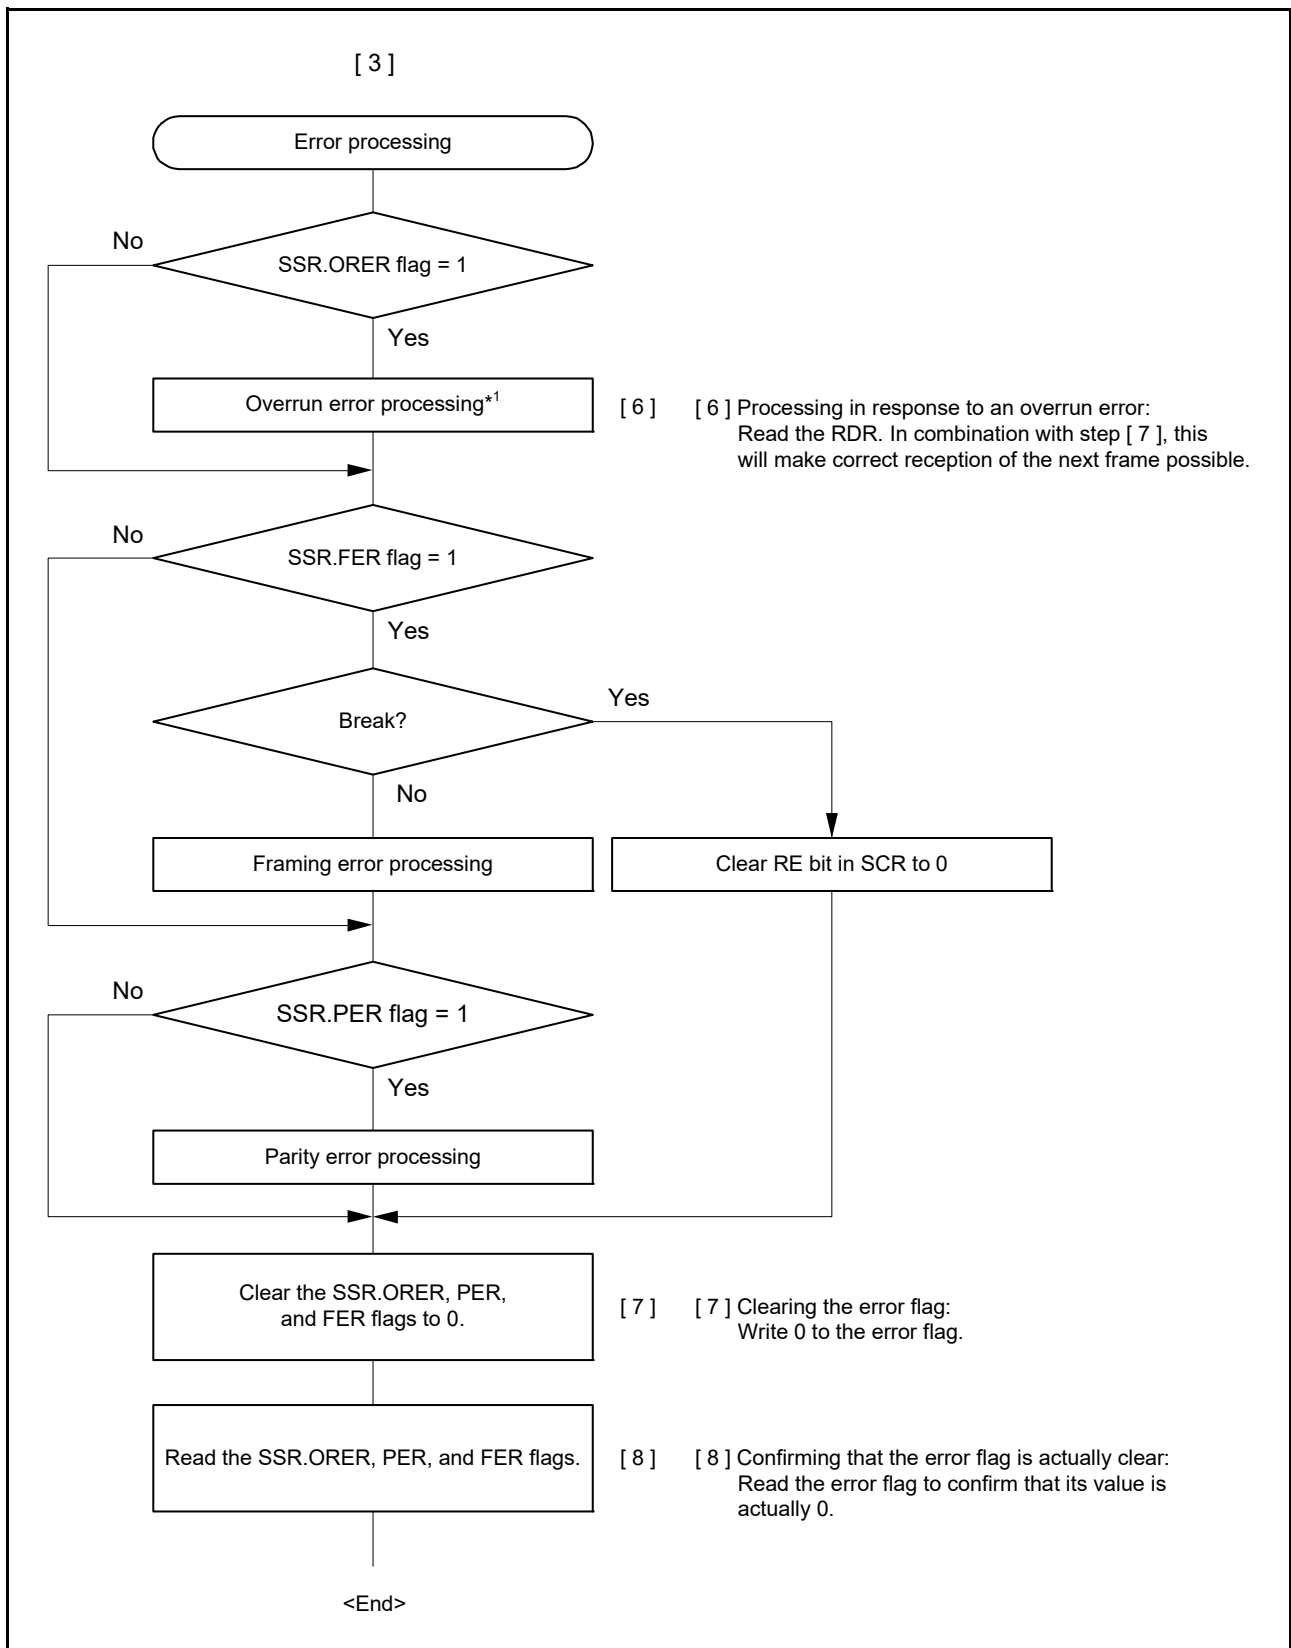 [ 3 ]
Error processing
No
SSR.ORER flag = 1
Yes
Overrun error processing*1
[ 6 ]
[ 6 ] Processing in response to an overrun error:
Read the RDR. In combination with step [ 7 ], this
will make correct reception of the next frame possible.
No
SSR.FER flag = 1
Yes
Break?
Yes
No
Framing error processing
Clear RE bit in SCR to 0
No
SSR.PER flag = 1
Yes
Parity error processing
Clear the SSR.ORER, PER,
and FER flags to 0.
[ 7 ]
[ 7 ] Clearing the error flag:
Write 0 to the error flag.
Read the SSR.ORER, PER, and FER flags.
[ 8 ]
[ 8 ] Confirming that the error flag is actually clear:
Read the error flag to confirm that its value is
actually 0.
<End>